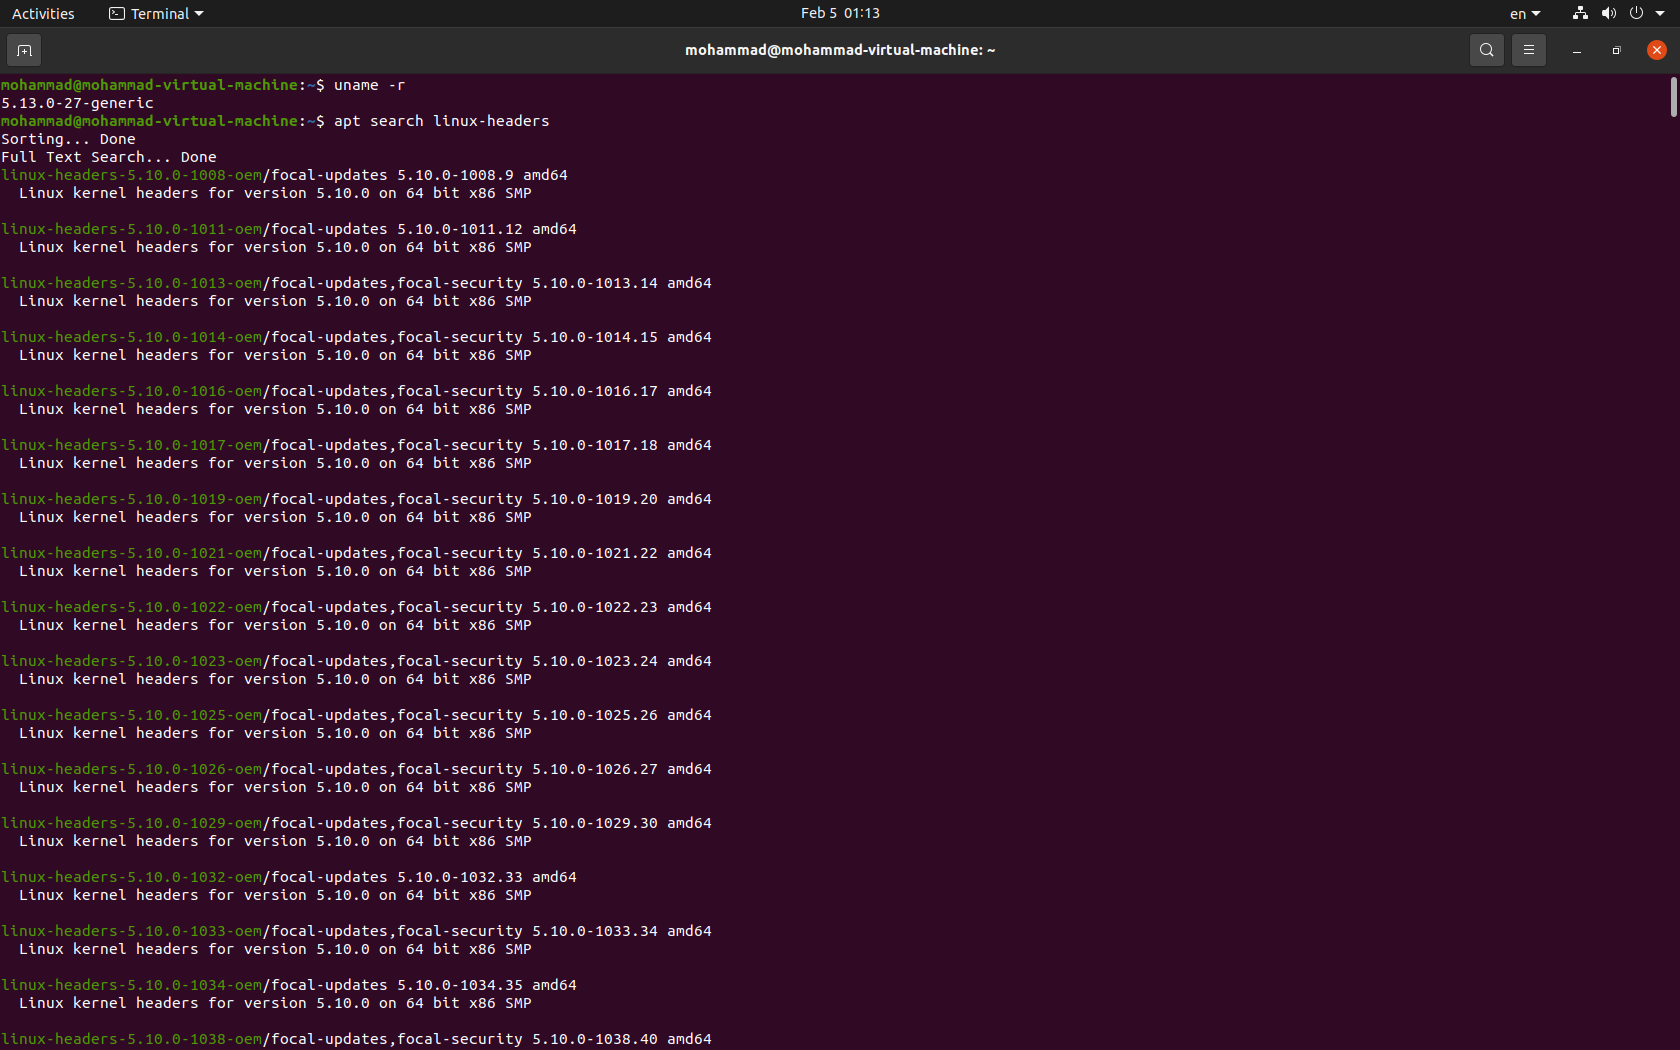 Activities Terminal Feb 5 01:13 en
mohammad@mohammad-virtual-machine: ~
mohammad@mohammad-virtual-machine:~$ uname -r
5.13.0-27-generic
mohammad@mohammad-virtual-machine:~$ apt search linux-headers
Sorting... Done
Full Text Search... Done
linux-headers-5.10.0-1008-oem/focal-updates 5.10.0-1008.9 amd64
  Linux kernel headers for version 5.10.0 on 64 bit x86 SMP

linux-headers-5.10.0-1011-oem/focal-updates 5.10.0-1011.12 amd64
  Linux kernel headers for version 5.10.0 on 64 bit x86 SMP

linux-headers-5.10.0-1013-oem/focal-updates,focal-security 5.10.0-1013.14 amd64
  Linux kernel headers for version 5.10.0 on 64 bit x86 SMP

linux-headers-5.10.0-1014-oem/focal-updates,focal-security 5.10.0-1014.15 amd64
  Linux kernel headers for version 5.10.0 on 64 bit x86 SMP

linux-headers-5.10.0-1016-oem/focal-updates,focal-security 5.10.0-1016.17 amd64
  Linux kernel headers for version 5.10.0 on 64 bit x86 SMP

linux-headers-5.10.0-1017-oem/focal-updates,focal-security 5.10.0-1017.18 amd64
  Linux kernel headers for version 5.10.0 on 64 bit x86 SMP

linux-headers-5.10.0-1019-oem/focal-updates,focal-security 5.10.0-1019.20 amd64
  Linux kernel headers for version 5.10.0 on 64 bit x86 SMP

linux-headers-5.10.0-1021-oem/focal-updates,focal-security 5.10.0-1021.22 amd64
  Linux kernel headers for version 5.10.0 on 64 bit x86 SMP

linux-headers-5.10.0-1022-oem/focal-updates,focal-security 5.10.0-1022.23 amd64
  Linux kernel headers for version 5.10.0 on 64 bit x86 SMP

linux-headers-5.10.0-1023-oem/focal-updates,focal-security 5.10.0-1023.24 amd64
  Linux kernel headers for version 5.10.0 on 64 bit x86 SMP

linux-headers-5.10.0-1025-oem/focal-updates,focal-security 5.10.0-1025.26 amd64
  Linux kernel headers for version 5.10.0 on 64 bit x86 SMP

linux-headers-5.10.0-1026-oem/focal-updates,focal-security 5.10.0-1026.27 amd64
  Linux kernel headers for version 5.10.0 on 64 bit x86 SMP

linux-headers-5.10.0-1029-oem/focal-updates,focal-security 5.10.0-1029.30 amd64
  Linux kernel headers for version 5.10.0 on 64 bit x86 SMP

linux-headers-5.10.0-1032-oem/focal-updates 5.10.0-1032.33 amd64
  Linux kernel headers for version 5.10.0 on 64 bit x86 SMP

linux-headers-5.10.0-1033-oem/focal-updates,focal-security 5.10.0-1033.34 amd64
  Linux kernel headers for version 5.10.0 on 64 bit x86 SMP

linux-headers-5.10.0-1034-oem/focal-updates 5.10.0-1034.35 amd64
  Linux kernel headers for version 5.10.0 on 64 bit x86 SMP

linux-headers-5.10.0-1038-oem/focal-updates,focal-security 5.10.0-1038.40 amd64